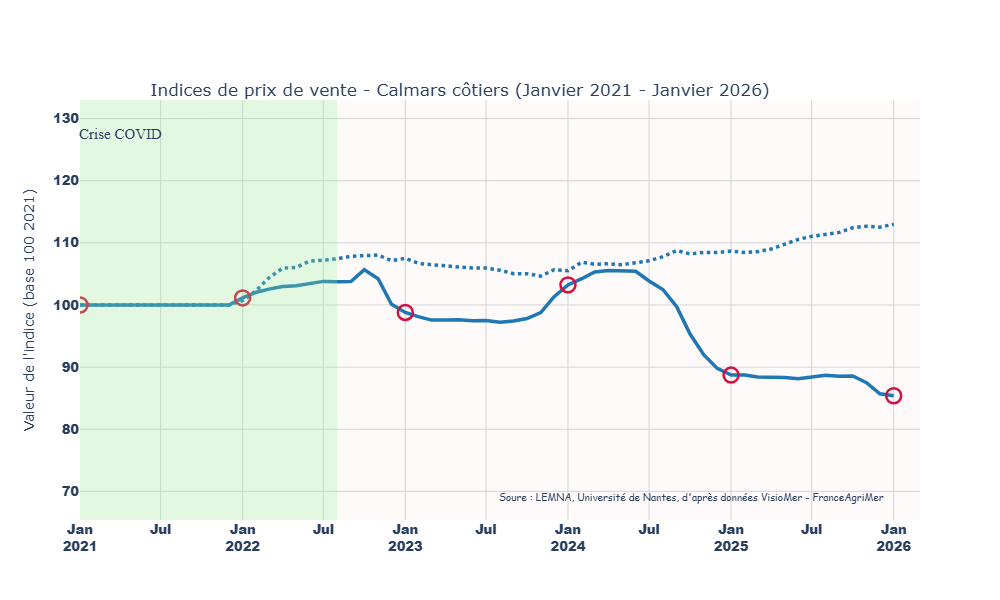 Indices de prix de vente - Calmars côtiers (Janvier 2021 - Janvier 2026)
Valeur de l'indice (base 100 2021)
130
120
110
100
90
80
70
Crise COVID
Soure : LEMNA, Université de Nantes, d'après données VisioMer - FranceAgriMer
Jan Jul Jan Jul Jan Jul Jan Jul Jan Jul Jan
2021 2022 2023 2024 2025 2026